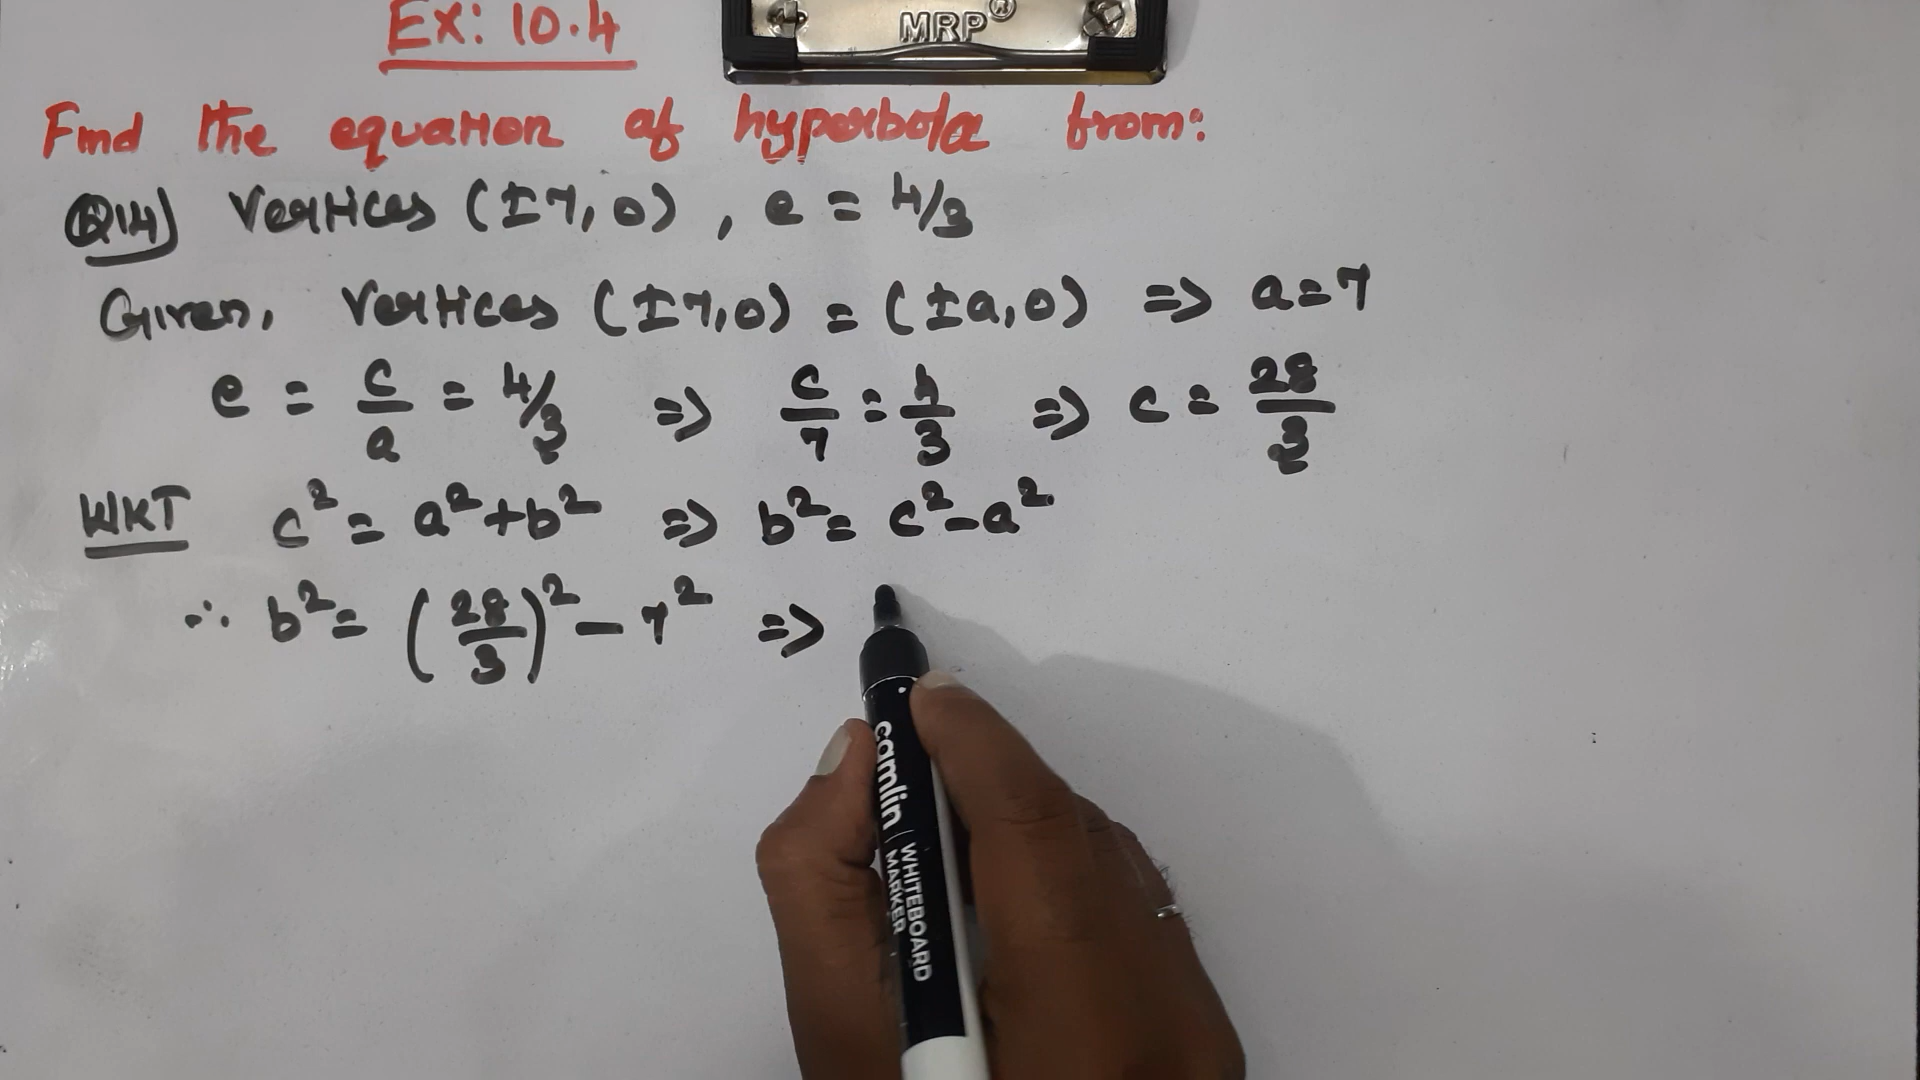 Ex: 10.4
MRP®
Find the equation of hyperbola from:
Q14) Vertices (±7,0), e = 4/3
Given, Vertices (±7,0) = (±a,0) => a=7
e = c/a = 4/3 => c/7 = 4/3 => c = 28/3
WKT c² = a²+b² => b² = c²-a²
∴ b² = (28/3)² - 7² =>
camlin WHITEBOARD MARKER